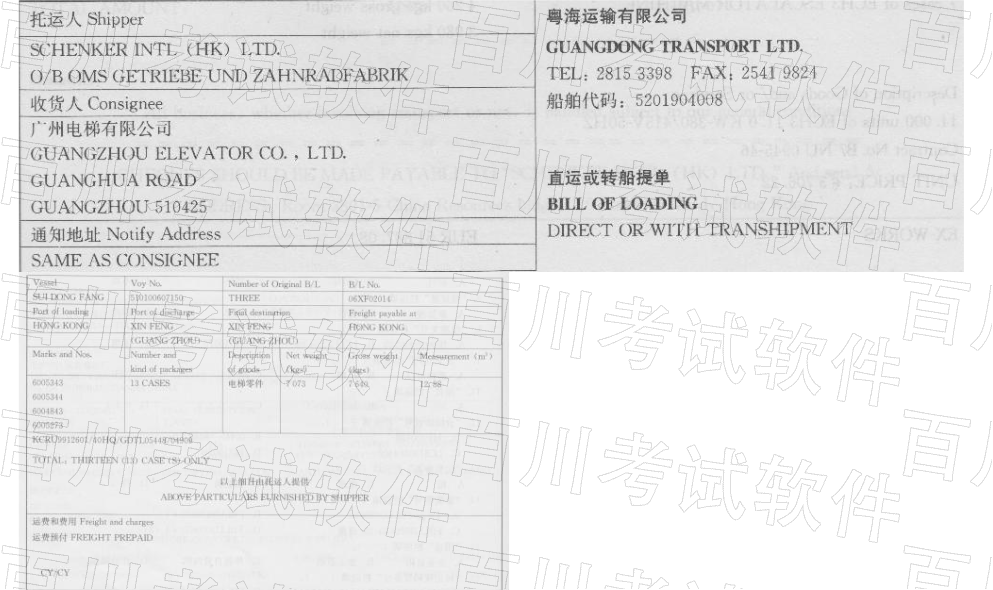 托运人 Shipper
SCHENKER INTL (HK) LTD.
O/B OMS GETRIEBE UND ZAHNRADFABRIK
收货人 Consignee
广州电梯有限公司
GUANGZHOU ELEVATOR CO. , LTD.
GUANGHUA ROAD
GUANGZHOU 510425
通知地址 Notify Address
SAME AS CONSIGNEE
粤海运输有限公司
GUANGDONG TRANSPORT LTD.
TEL: 2815 3398 FAX: 2541 9824
船舶代码: 5201904008
直运或转船提单
BILL OF LOADING
DIRECT OR WITH TRANSHIPMENT
Vessel Voy No. Number of Original B/L B/L No.
SUI DONG FANG 510100607150 THREE 06XF02014
Port of loading Port of discharge Final destination Freight payable at
HONG KONG XIN FENG XIN FENG HONG KONG
(GUANG ZHOU) (GUANG ZHOU)
Marks and Nos. Number and Description Net weight Gross weight Measurement (m³)
kind of packages of goods (kgs) (kgs)
6005343 13 CASES 电梯零件 7 073 7 640 12.88
6005344
6004843
6005273
KCRU9912601/40HQ/GDTL05449/04908
TOTAL: THIRTEEN (13) CASE (S) ONLY
以上细目由托运人提供
ABOVE PARTICULARS FURNISHED BY SHIPPER
运费和费用 Freight and charges
运费预付 FREIGHT PREPAID
CY/CY
百川考试软件